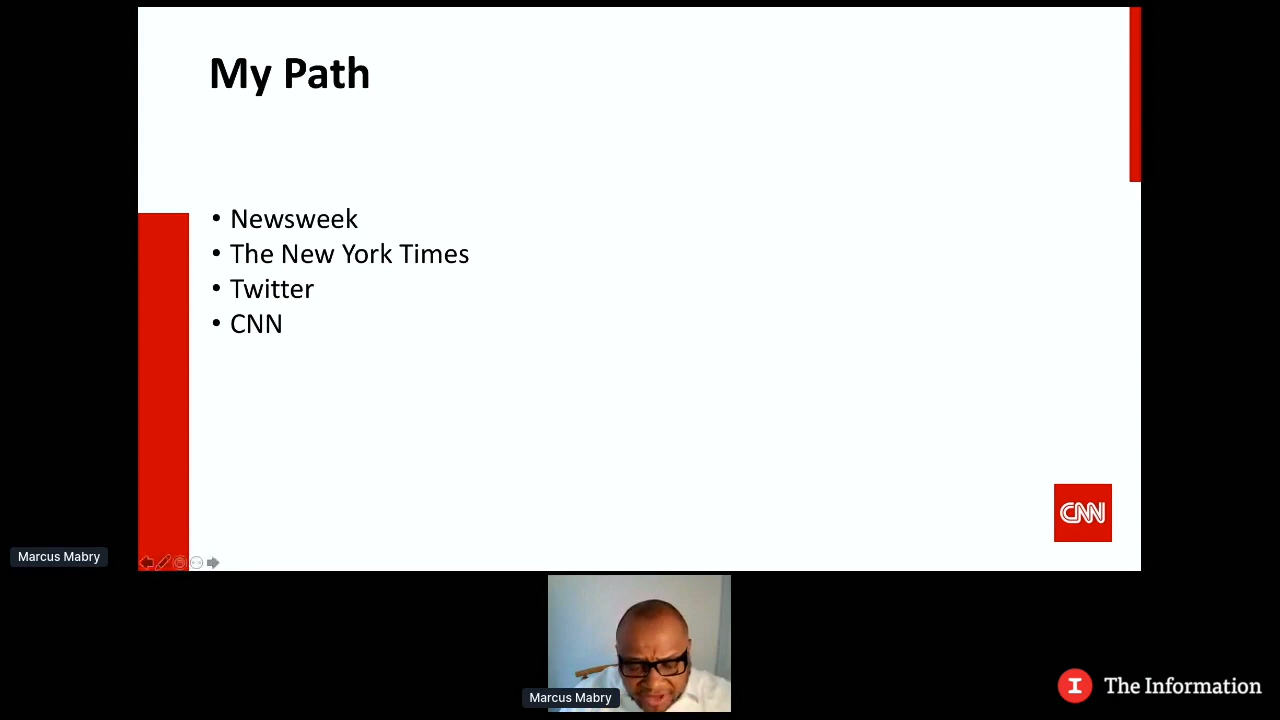 My Path
• Newsweek
• The New York Times
• Twitter
• CNN
CNN
Marcus Mabry
Marcus Mabry
I The Information